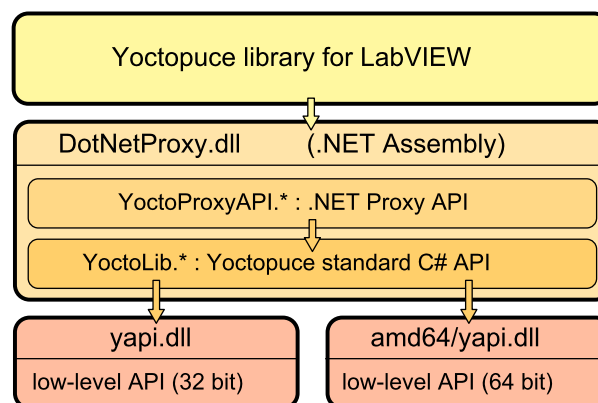 Yoctopuce library for LabVIEW
DotNetProxy.dll (.NET Assembly)
YoctoProxyAPI.* : .NET Proxy API
YoctoLib.* : Yoctopuce standard C# API
yapi.dll
low-level API (32 bit)
amd64/yapi.dll
low-level API (64 bit)